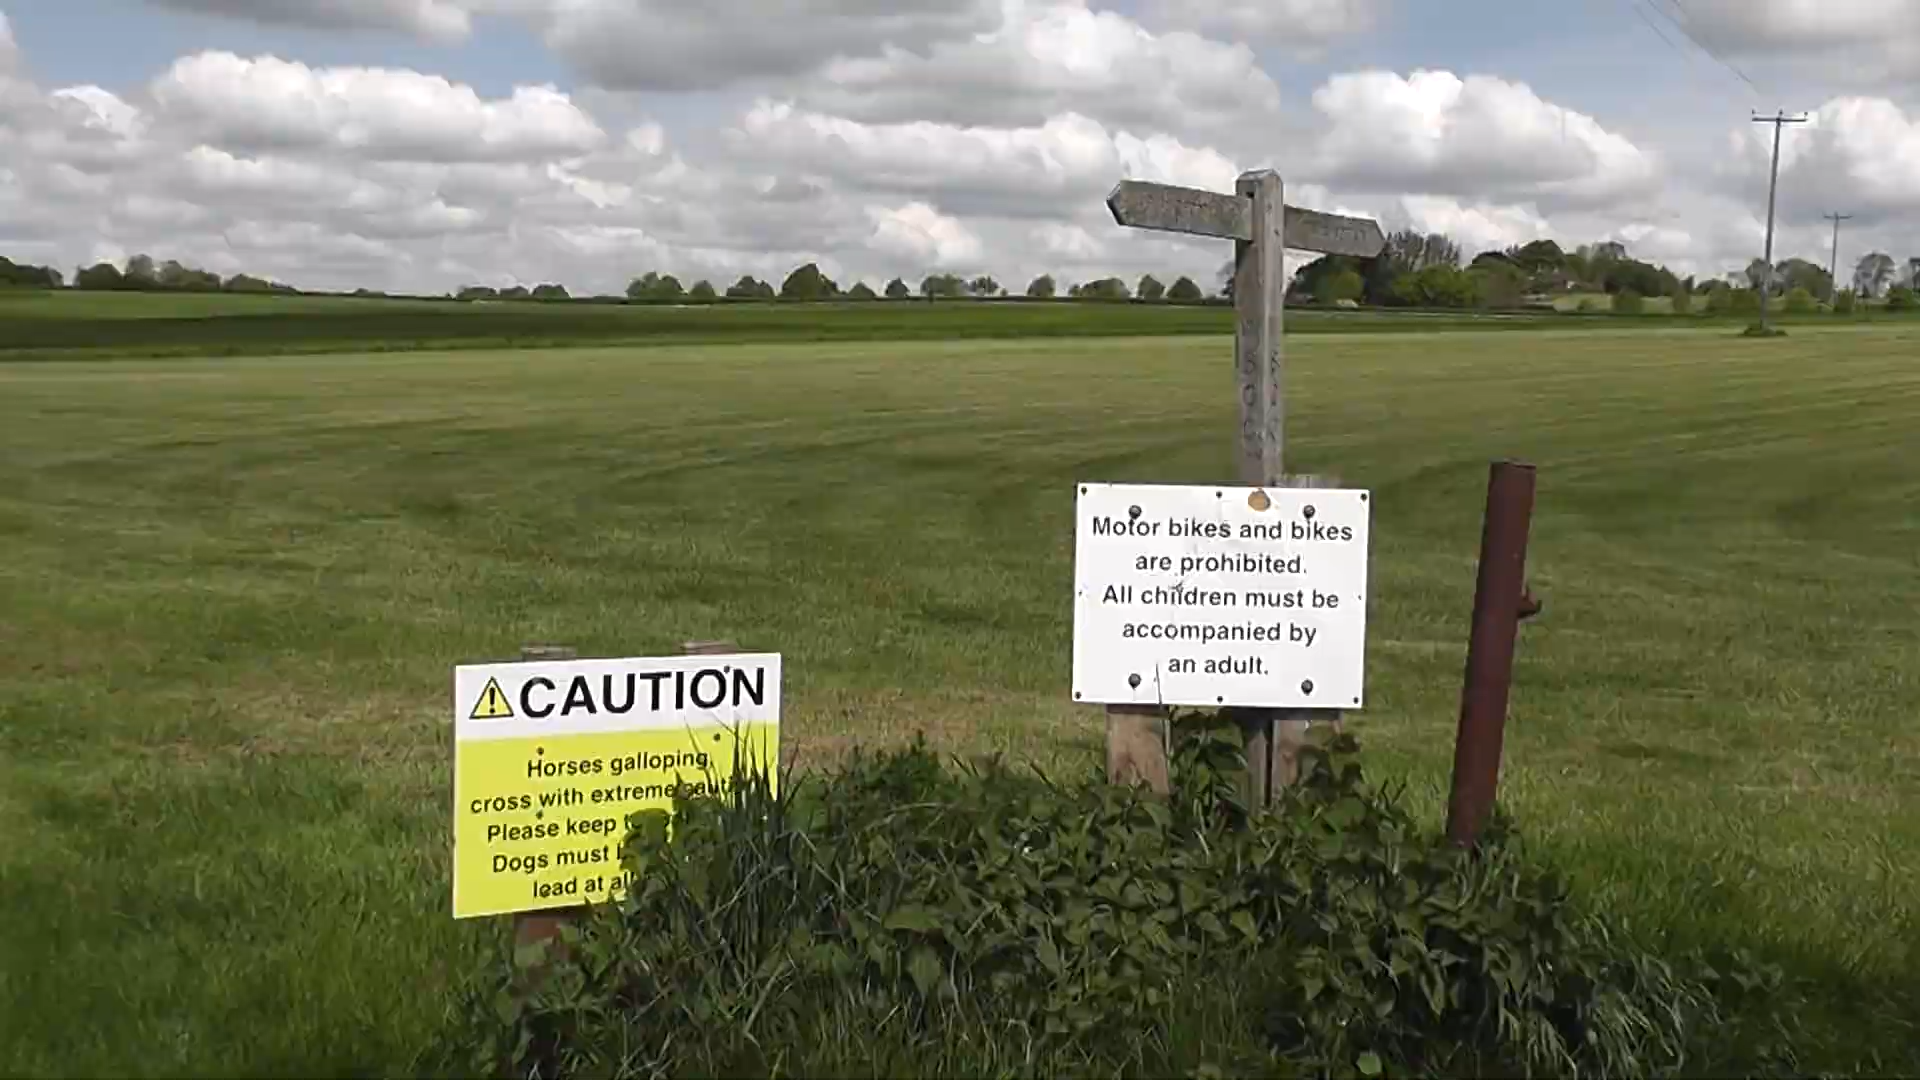 Motor bikes and bikes
are prohibited.
All children must be
accompanied by
an adult.
CAUTION
Horses galloping,
cross with extreme
Please keep
Dogs must
lead at all